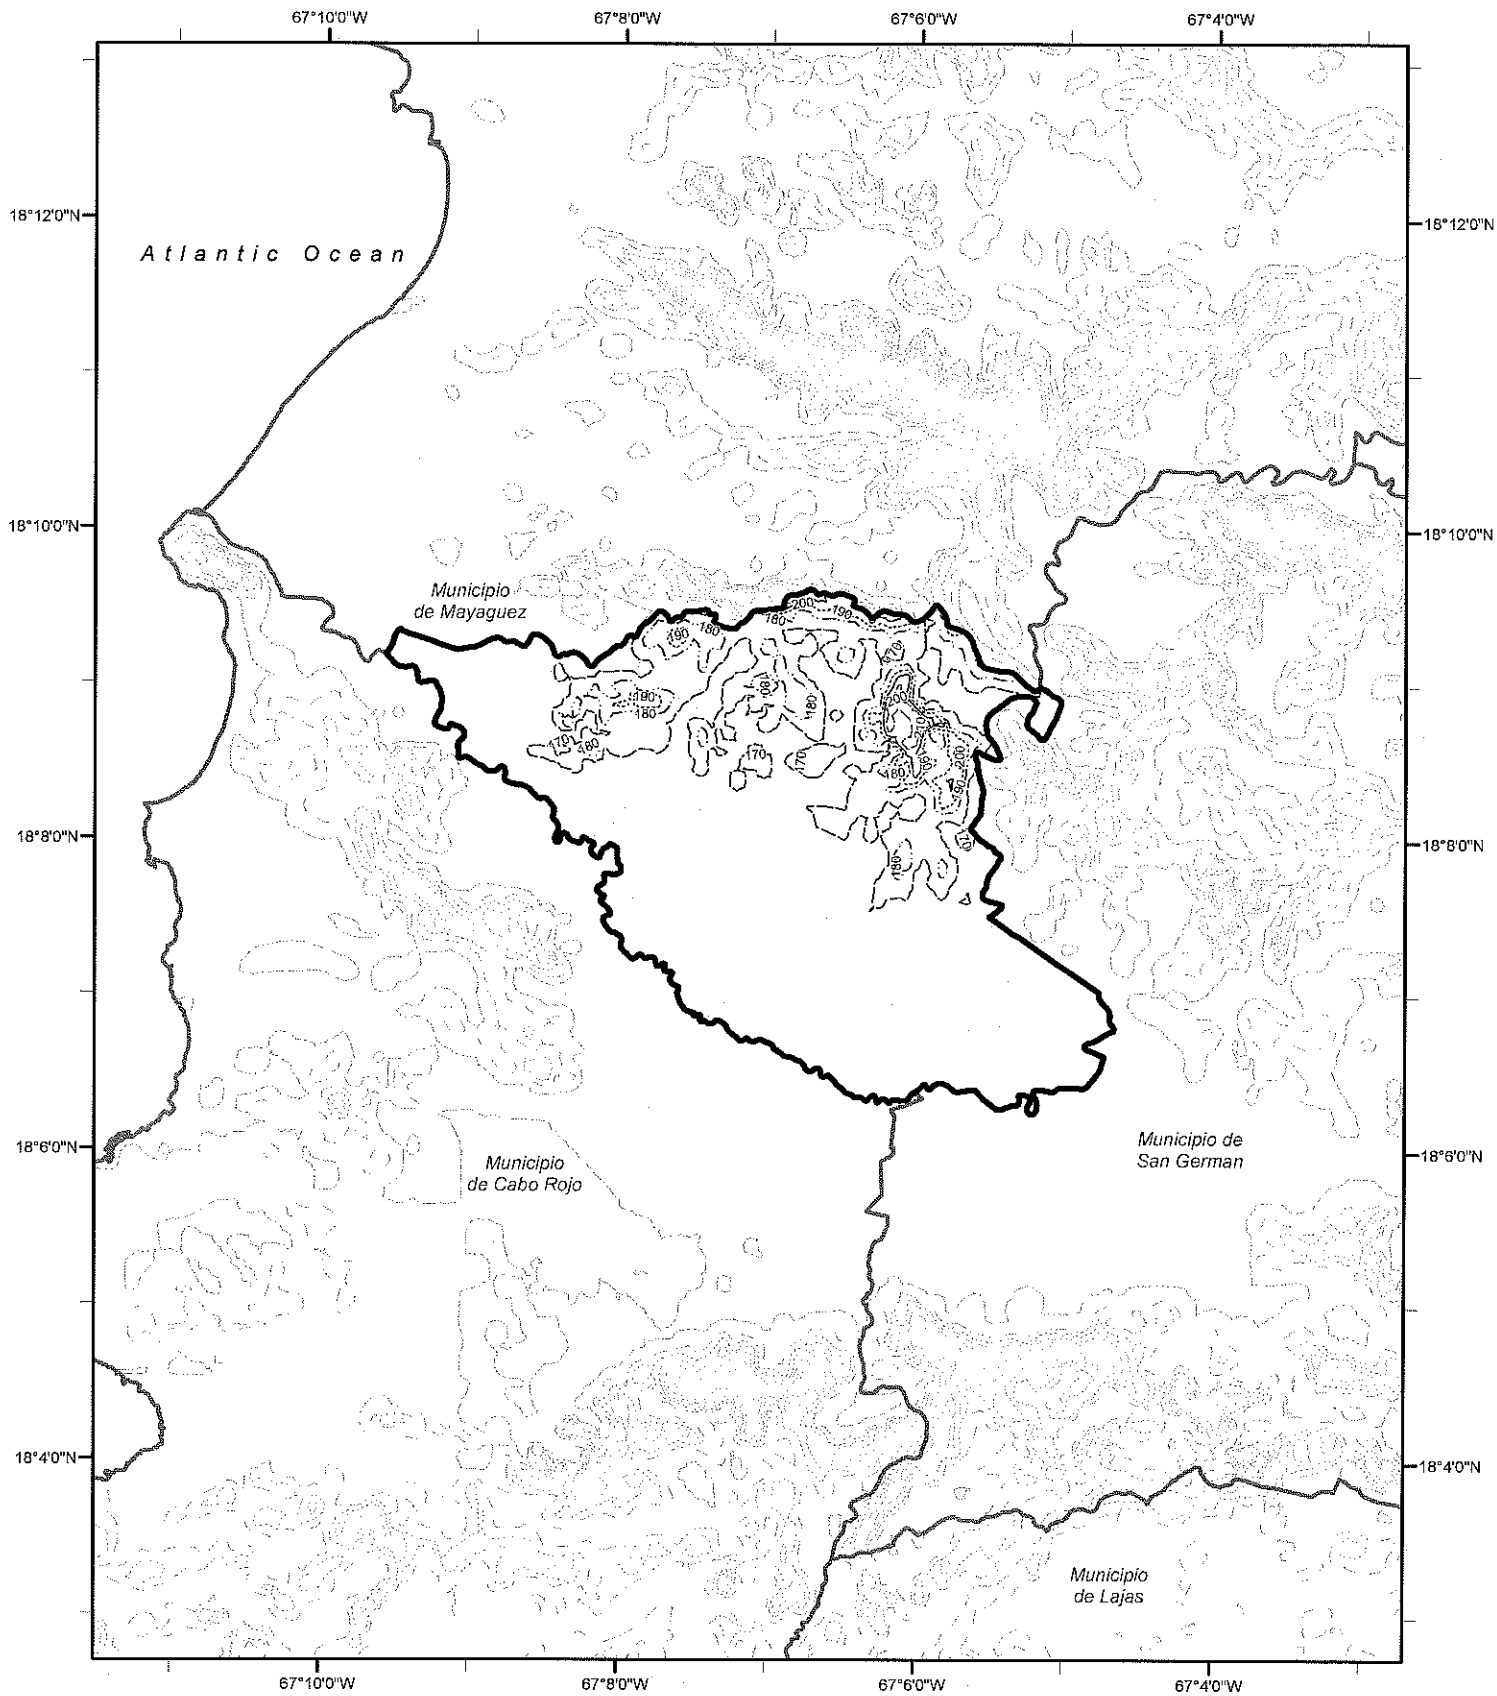 67°10'0"W 67°8'0"W 67°6'0"W 67°4'0"W
18°12'0"N 18°12'0"N
Atlantic Ocean
18°10'0"N 18°10'0"N
Municipio
de Mayaguez
200 190
180
180
190
170
190
180
180
180
200
210
170
180
170
170
180
200
190
170
180
18°8'0"N 18°8'0"N
18°6'0"N 18°6'0"N
Municipio de
San German
Municipio
de Cabo Rojo
18°4'0"N 18°4'0"N
Municipio
de Lajas
67°10'0"W 67°8'0"W 67°6'0"W 67°4'0"W